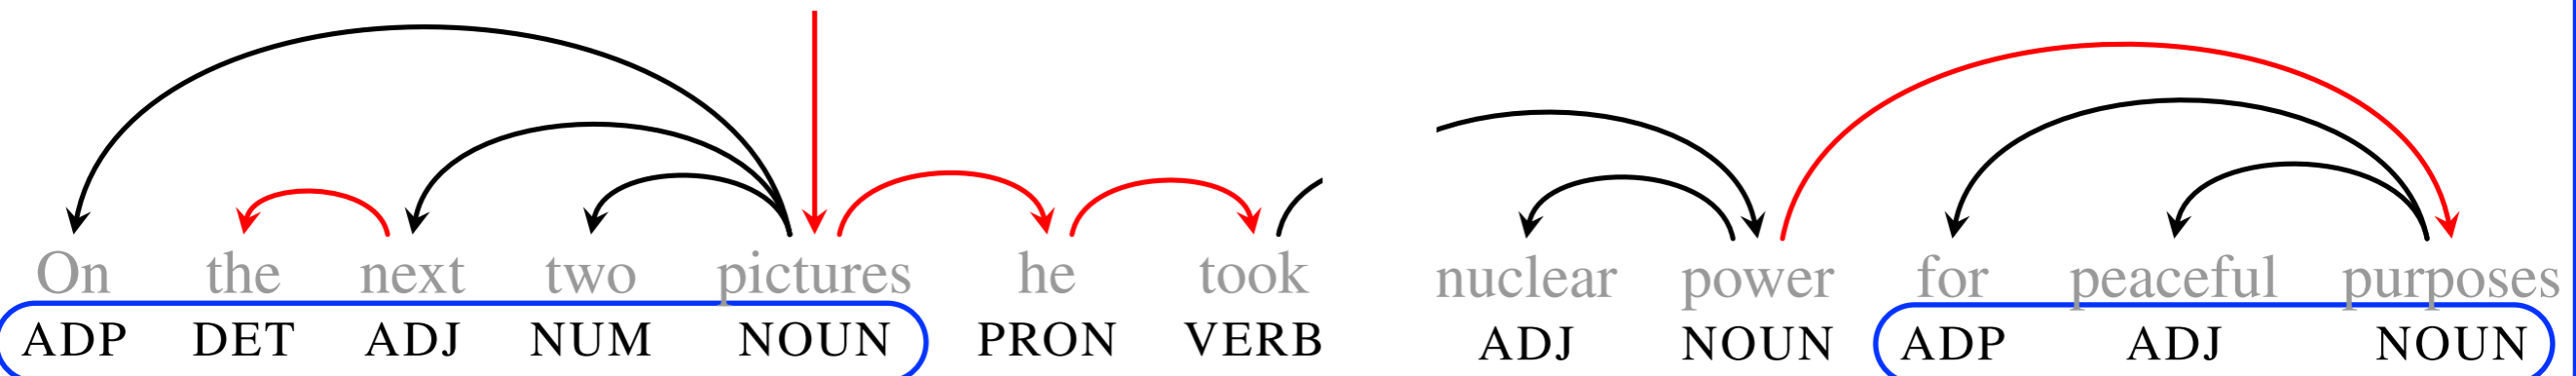 On the next two pictures he took nuclear power for peaceful purposes
ADP DET ADJ NUM NOUN PRON VERB ADJ NOUN ADP ADJ NOUN